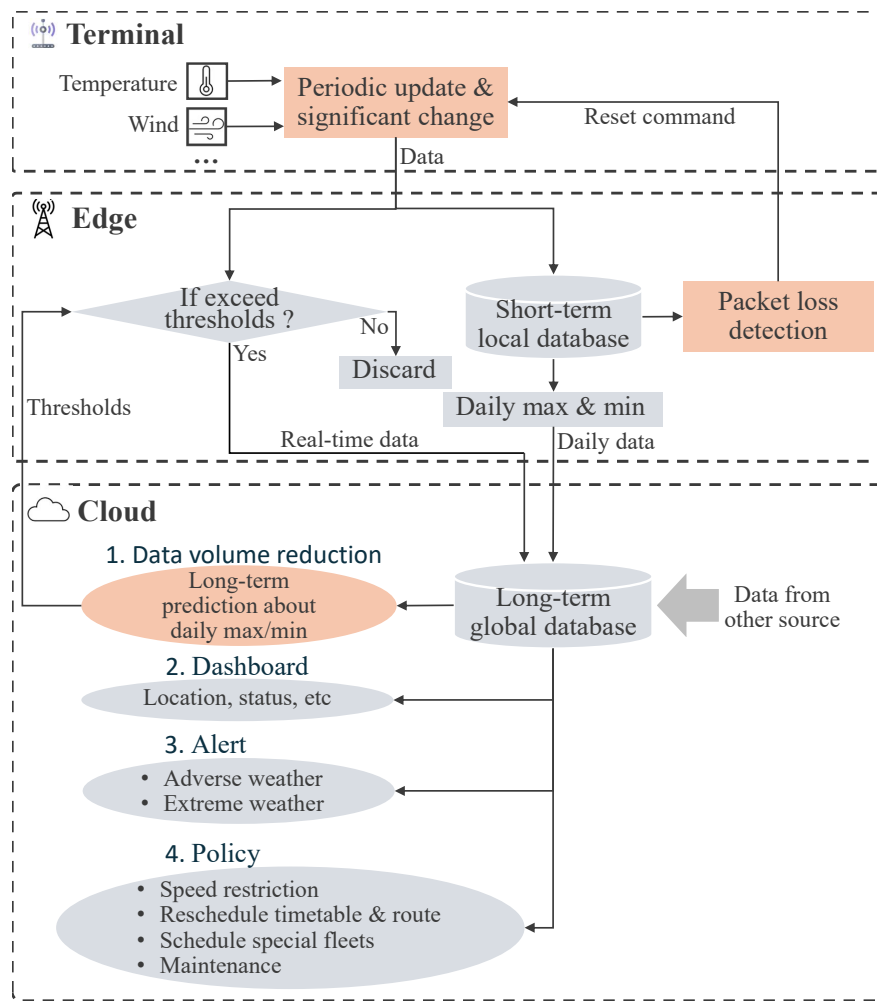 Terminal
Temperature
Wind
...
Periodic update &
significant change
Reset command
Data
Edge
If exceed
thresholds ?
No
Yes
Discard
Short-term
local database
Packet loss
detection
Daily max & min
Thresholds
Real-time data
Daily data
Cloud
1. Data volume reduction
Long-term
prediction about
daily max/min
Long-term
global database
Data from
other source
2. Dashboard
Location, status, etc
3. Alert
• Adverse weather
• Extreme weather
4. Policy
• Speed restriction
• Reschedule timetable & route
• Schedule special fleets
• Maintenance